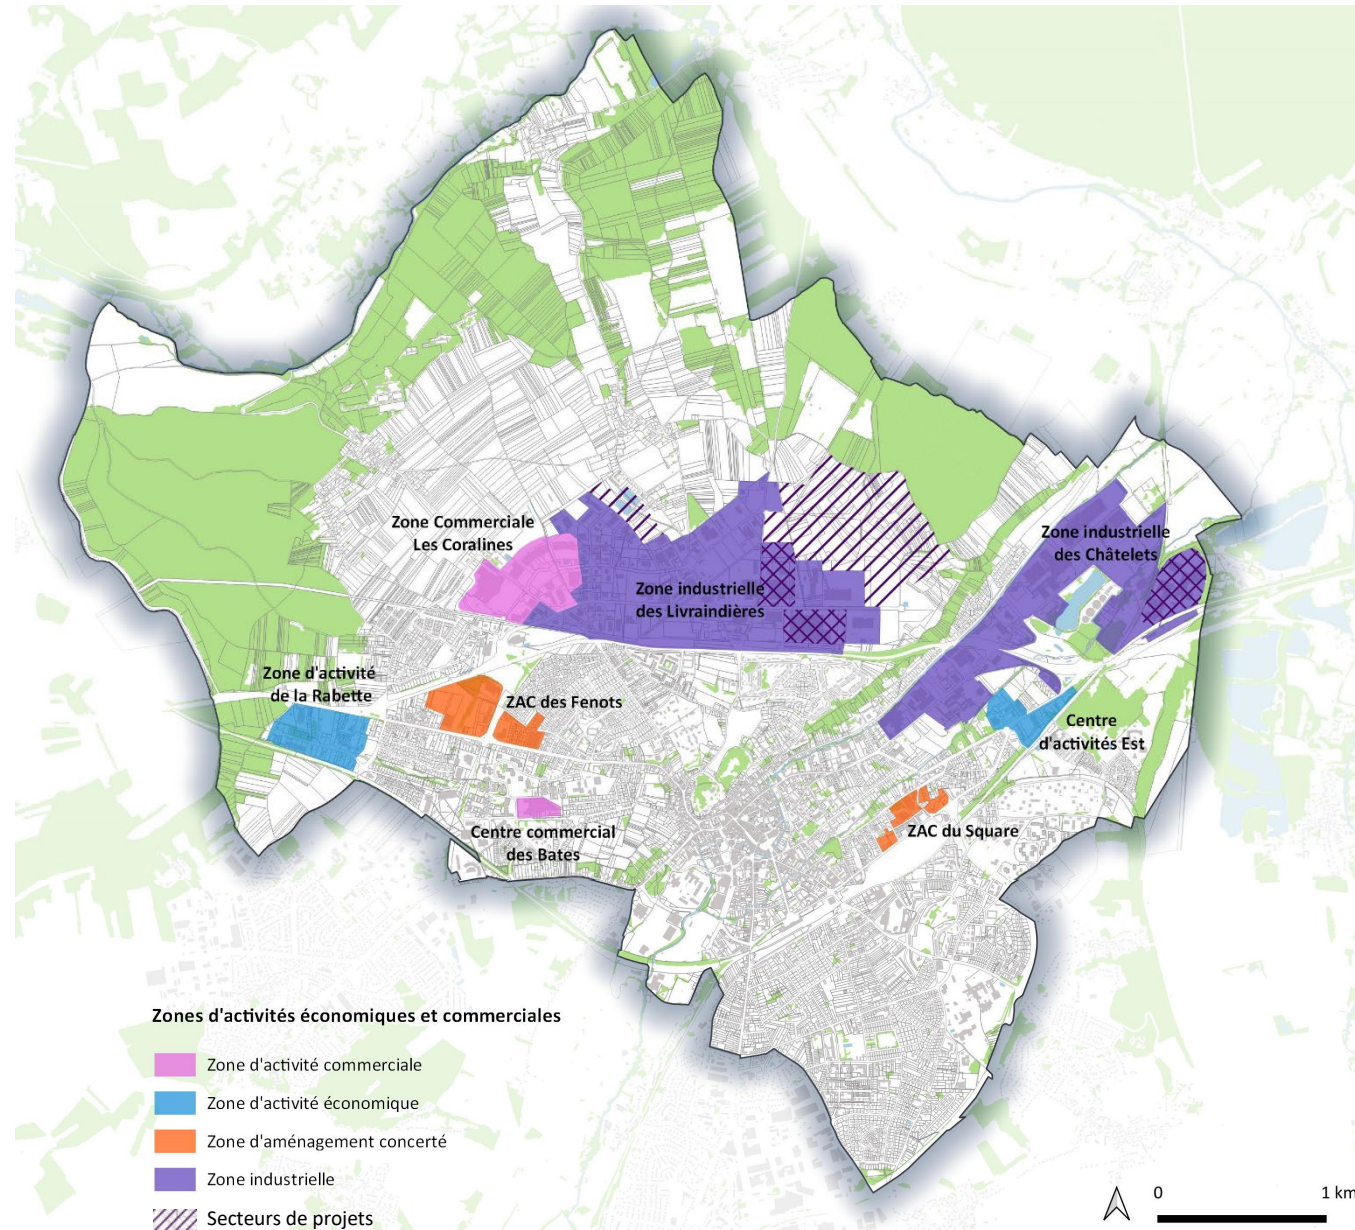 Zone Commerciale
Les Coralines
Zone industrielle
des Châtelets
Zone industrielle
des Livraindières
Zone d'activité
de la Rabette
ZAC des Fenots
Centre
d'activités Est
Centre commercial
des Bates
ZAC du Square
Zones d'activités économiques et commerciales
Zone d'activité commerciale
Zone d'activité économique
Zone d'aménagement concerté
Zone industrielle
Secteurs de projets
0 1 km